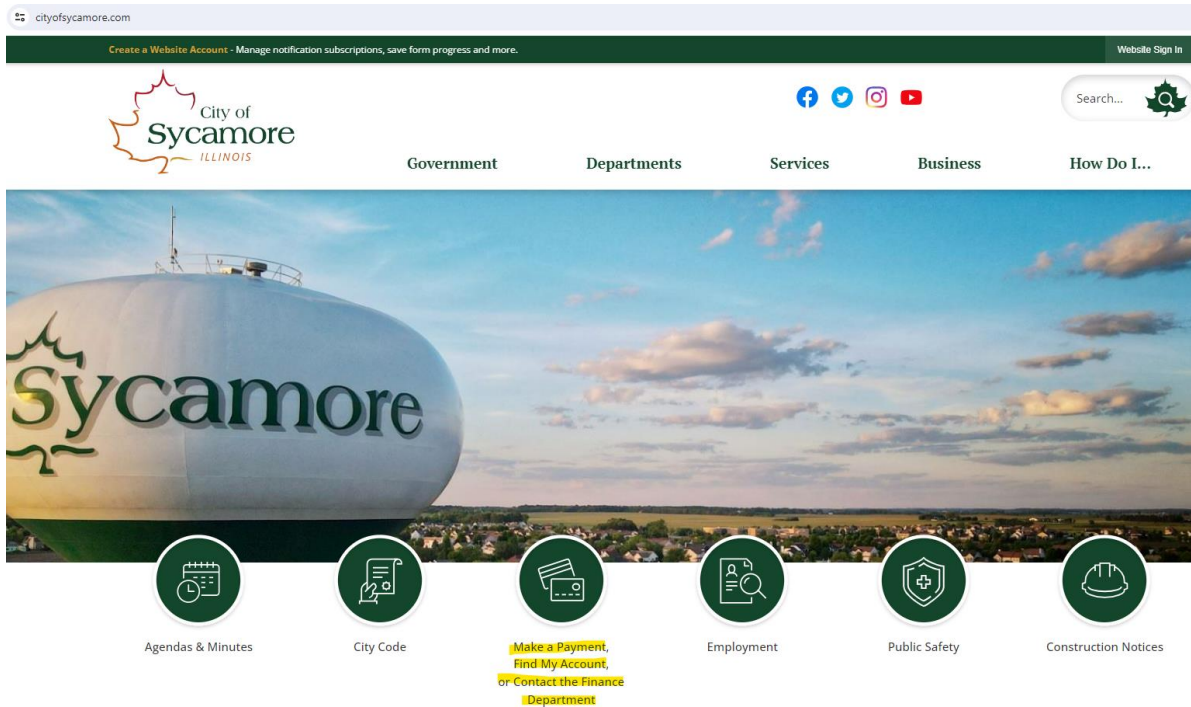 cityofsycamore.com
Create a Website Account - Manage notification subscriptions, save form progress and more.
Website Sign In
City of
Sycamore
ILLINOIS
Search...
Government
Departments
Services
Business
How Do I...
Sycamore
Agendas & Minutes
City Code
Make a Payment,
Find My Account,
or Contact the Finance
Department
Employment
Public Safety
Construction Notices